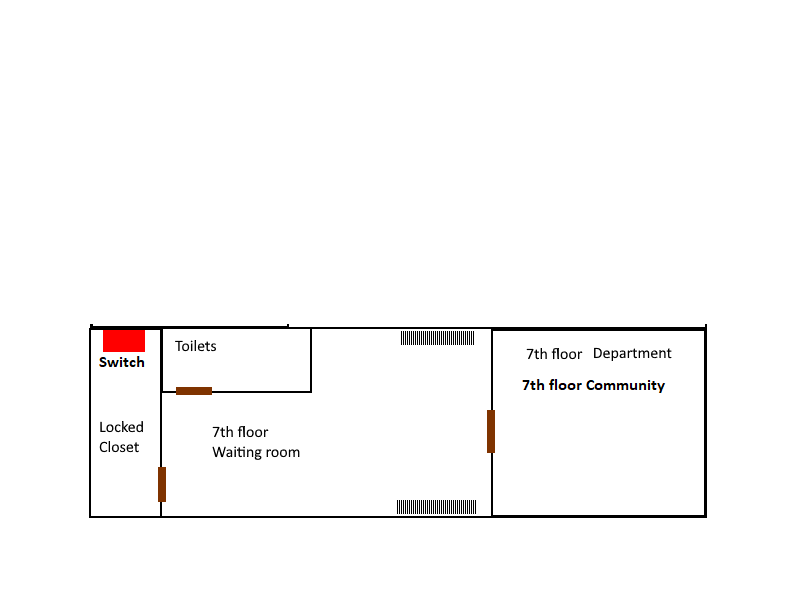 Toilets
Switch
7th floor Department
7th floor Community
Locked
Closet
7th floor
Waiting room